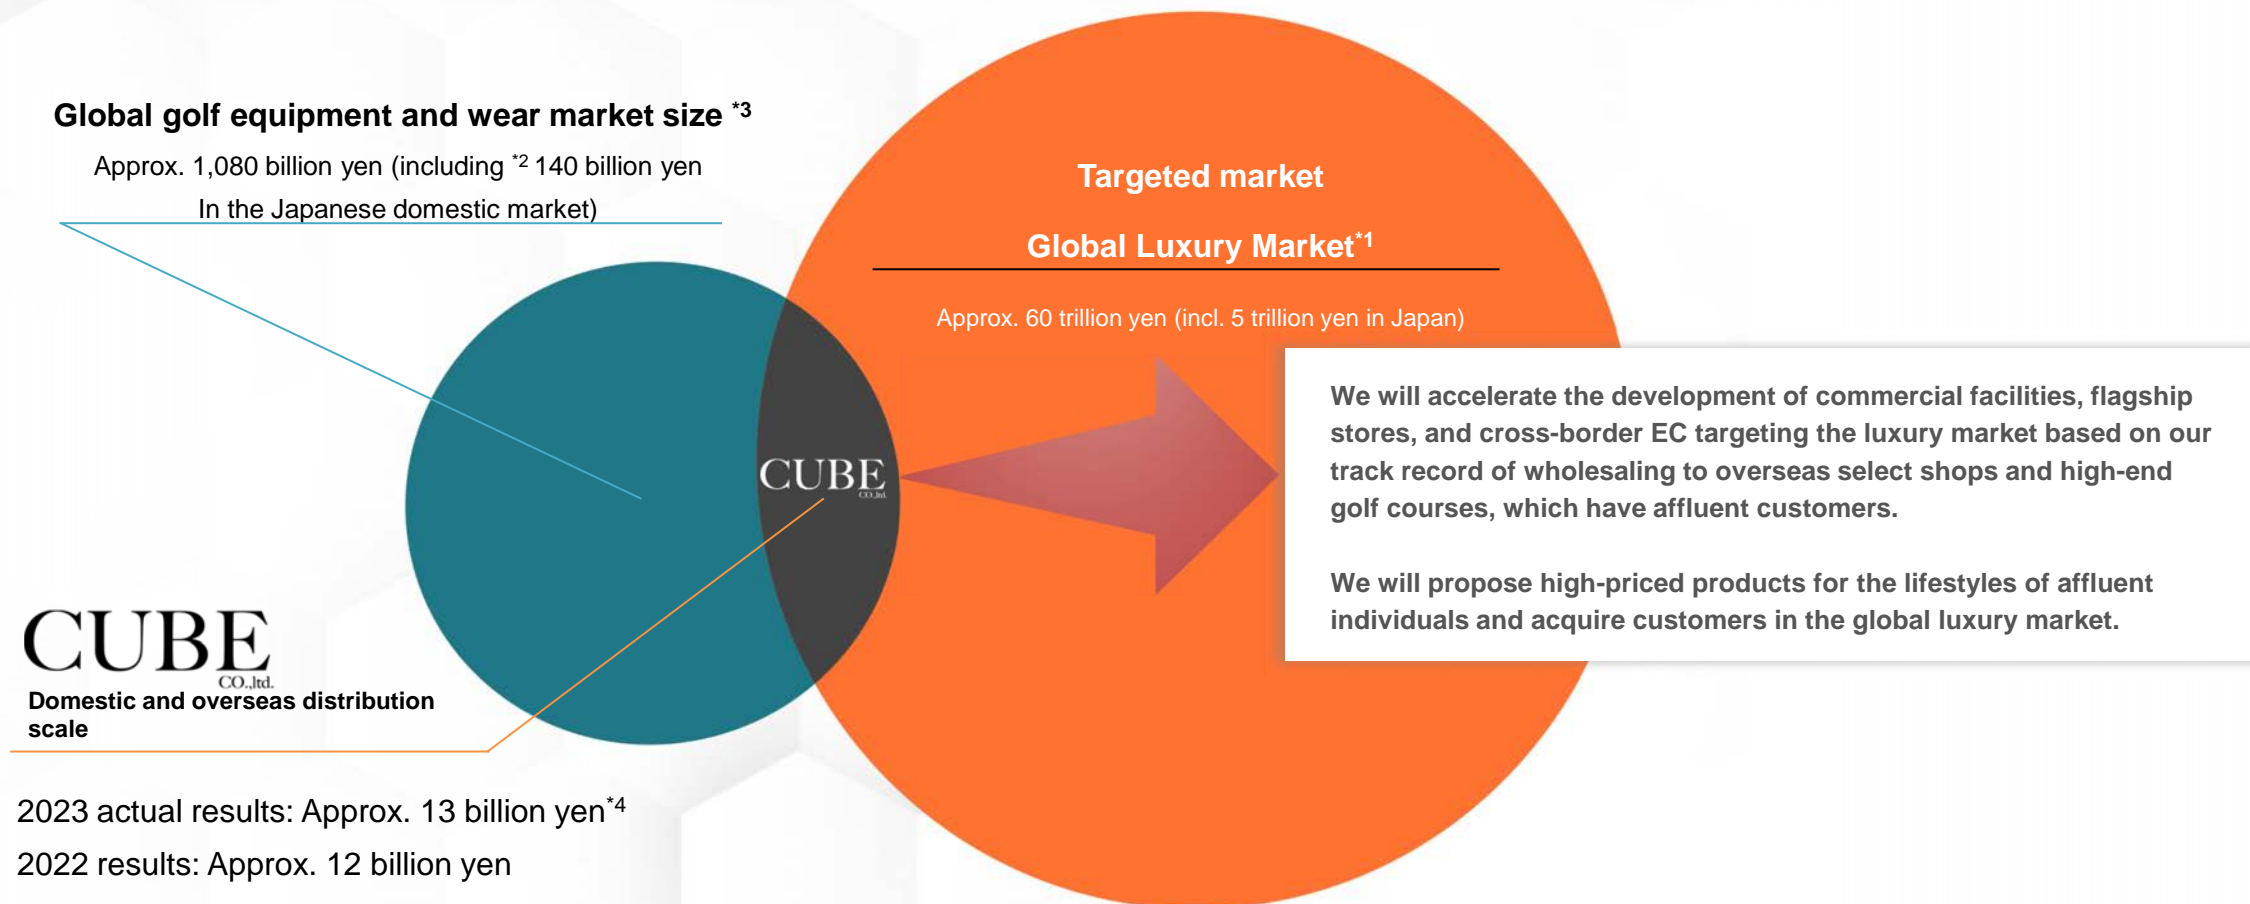 Global golf equipment and wear market size *3
Approx. 1,080 billion yen (including *2 140 billion yen
In the Japanese domestic market)
Targeted market
Global Luxury Market*1
Approx. 60 trillion yen (incl. 5 trillion yen in Japan)
We will accelerate the development of commercial facilities, flagship
stores, and cross-border EC targeting the luxury market based on our
track record of wholesaling to overseas select shops and high-end
golf courses, which have affluent customers.
We will propose high-priced products for the lifestyles of affluent
individuals and acquire customers in the global luxury market.
CUBE
CO.,ltd.
CUBE
CO.,ltd.
Domestic and overseas distribution
scale
2023 actual results: Approx. 13 billion yen*4
2022 results: Approx. 12 billion yen